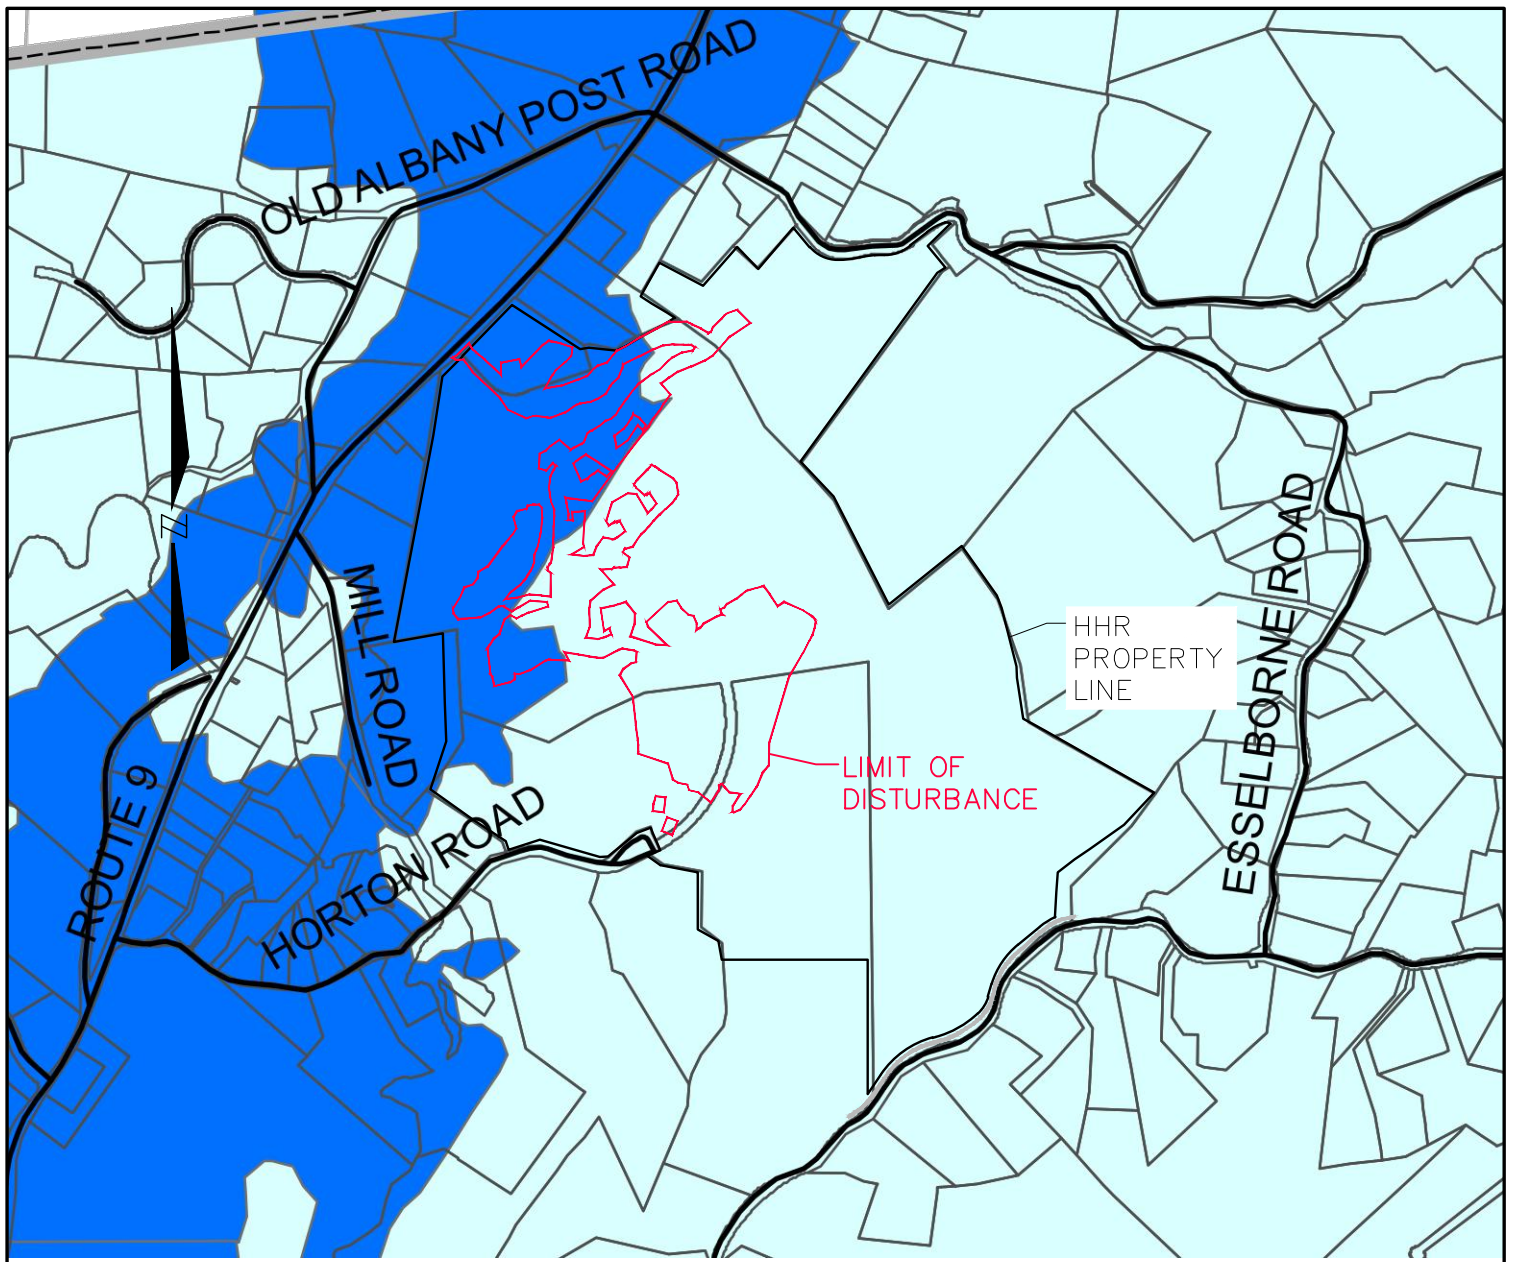 OLD ALBANY POST ROAD
N
MILL ROAD
HHR
PROPERTY
LINE
ESSELBORNE ROAD
LIMIT OF
DISTURBANCE
ROUTE 9
HORTON ROAD